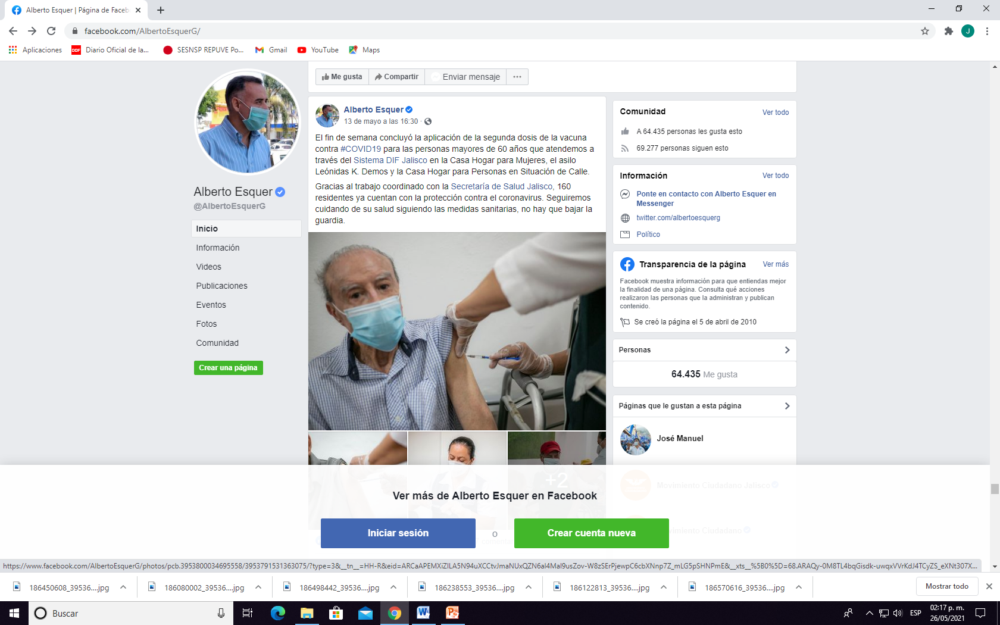 Alberto Esquer | Página de Faceb
facebook.com/AlbertoEsquerG/
J
Aplicaciones
DOF
Diario Oficial de la...
SESNSP REPUVE Po...
Gmail
YouTube
Maps
Me gusta
Compartir
Enviar mensaje
Alberto Esquer
@AlbertoEsquerG
Inicio
Información
Videos
Publicaciones
Eventos
Fotos
Comunidad
Crear una página
Alberto Esquer
13 de mayo a las 16:30 ·
El fin de semana concluyó la aplicación de la segunda dosis de la vacuna
contra #COVID19 para las personas mayores de 60 años que atendemos a
través del Sistema DIF Jalisco en la Casa Hogar para Mujeres, el asilo
Leónidas K. Demos y la Casa Hogar para Personas en Situación de Calle.
Gracias al trabajo coordinado con la Secretaría de Salud Jalisco, 160
residentes ya cuentan con la protección contra el coronavirus. Seguiremos
cuidando de su salud siguiendo las medidas sanitarias, no hay que bajar la
guardia.
+2
Comunidad
Ver todo
A 64.435 personas les gusta esto
69.277 personas siguen esto
Información
Ver todo
Ponte en contacto con Alberto Esquer en
Messenger
twitter.com/albertoesquerg
Político
Transparencia de la página
Ver más
Facebook muestra información para que entiendas mejor
la finalidad de una página. Consulta qué acciones
realizaron las personas que la administran y publican
contenido.
Se creó la página el 5 de abril de 2010
Personas
64.435 Me gusta
Páginas que le gustan a esta página
José Manuel
Movimiento Ciudadano Jalisco
Ciudadano
Ver más de Alberto Esquer en Facebook
Iniciar sesión
o
Crear cuenta nueva
https://www.facebook.com/AlbertoEsquerG/photos/pcb.3953800034695558/3953791531363075/?type=3&__tn__=HH-R&eid=ARCaAPEMXiZILA5N94uXCCtvJmaNUxQZN6al4Mal9usZov-W8zSErPjewpC6cbXNnp7Z_mLG5pSHNPmE&__xts__%5B0%5D=68.ARAQy-0M8TL4bqGisdk-uwqxVVrKdJ4TCyZS_eXNt307X...
186450608_39536....jpg
186080002_39536....jpg
186498442_39536....jpg
186238553_39536....jpg
186122813_39536....jpg
186570616_39536....jpg
Mostrar todo
Buscar
ESP
02:17 p. m.
26/05/2021